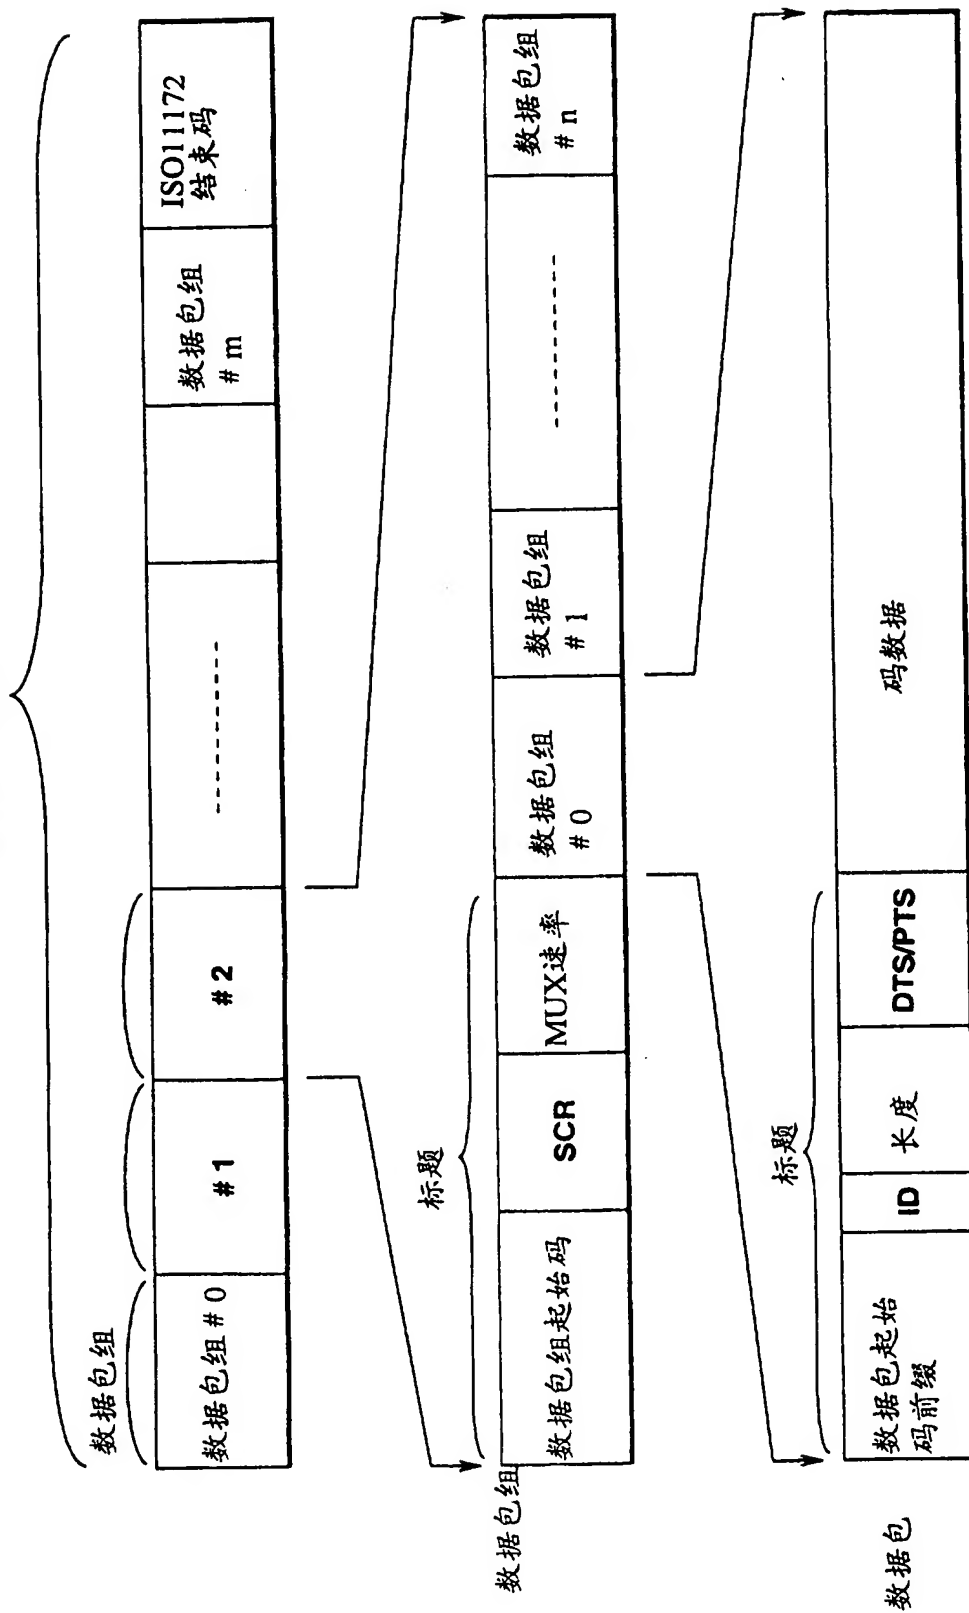 数据包组
数据包组#0
#1
#2
---------
数据包组
#m
ISO11172
结束码
数据包组
标题
数据包组起始码
SCR
MUX速率
数据包组
#0
数据包组
#1
---------
数据包组
#n
数据包
标题
数据包起始
码前缀
ID
长度
DTS/PTS
码数据